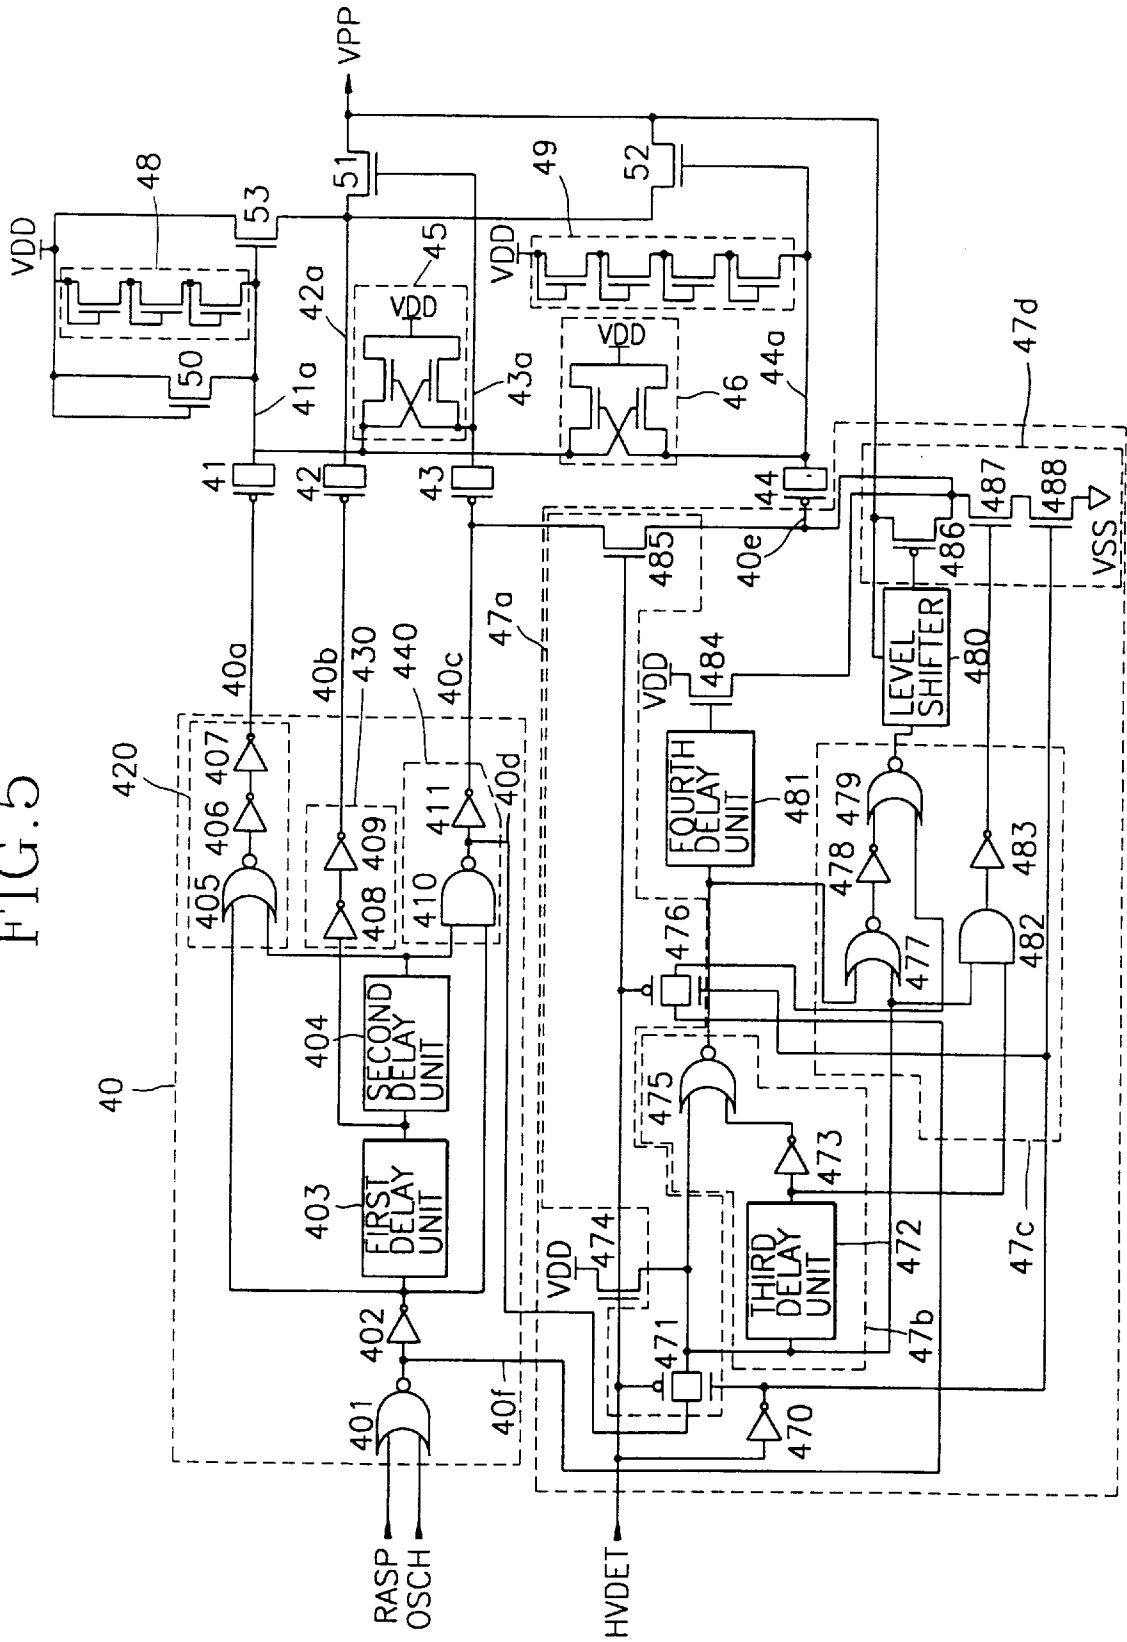 FIG.5
40
420
405
406
407
40a
41
41a
50
VDD
48
53
403
FIRST
DELAY
UNIT
404
SECOND
DELAY
UNIT
408
409
430
40b
42
42a
VDD
45
51
VPP
RASP
OSCH
401
402
40f
410
411
440
40c
40d
43
43a
VDD
46
VDD
49
52
44
44a
40e
47a
HVDET
470
471
VDD
474
475
476
485
THIRD
DELAY
UNIT
472
473
47b
FOURTH
DELAY
UNIT
481
VDD
484
477
478
479
LEVEL
SHIFTER
480
482
483
47c
486
487
488
VSS
47d